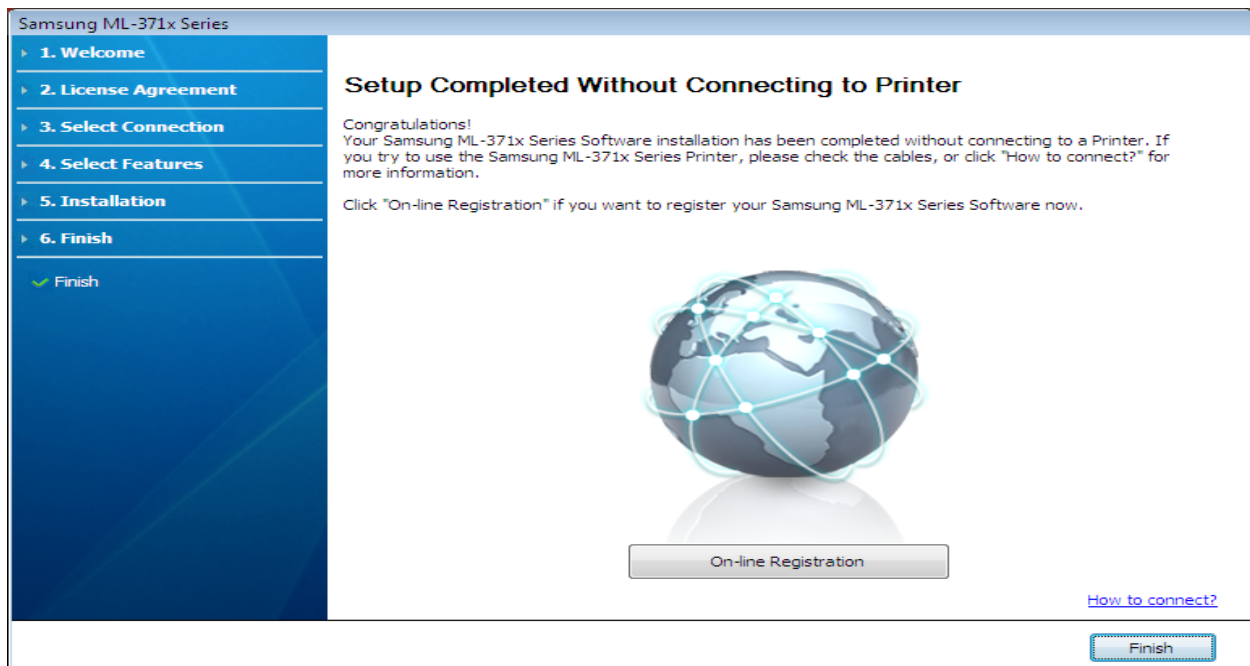 Samsung ML-371x Series
1. Welcome
2. License Agreement
3. Select Connection
4. Select Features
5. Installation
6. Finish
Finish
Setup Completed Without Connecting to Printer
Congratulations!
Your Samsung ML-371x Series Software installation has been completed without connecting to a Printer. If
you try to use the Samsung ML-371x Series Printer, please check the cables, or click "How to connect?" for
more information.
Click "On-line Registration" if you want to register your Samsung ML-371x Series Software now.
On-line Registration
How to connect?
Finish